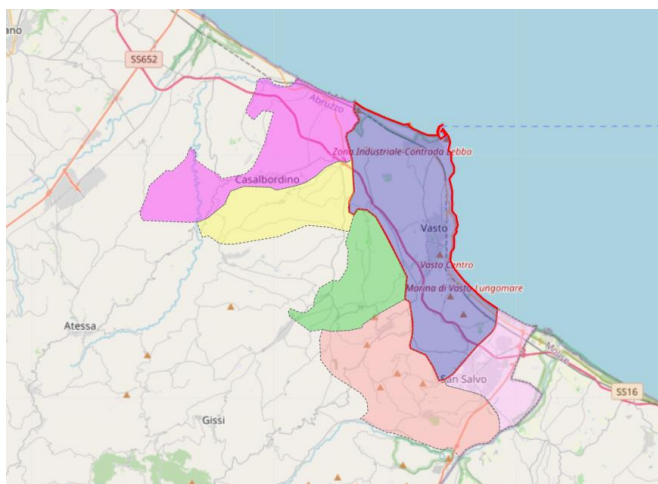 ano
SS652
Abruzzo
Zona Industriale-Contrada Lebba
Casalbordino
Vasto
Vasto Centro
Marina di Vasto Lungomare
Atessa
Molise
San Salvo
SS16
Gissi